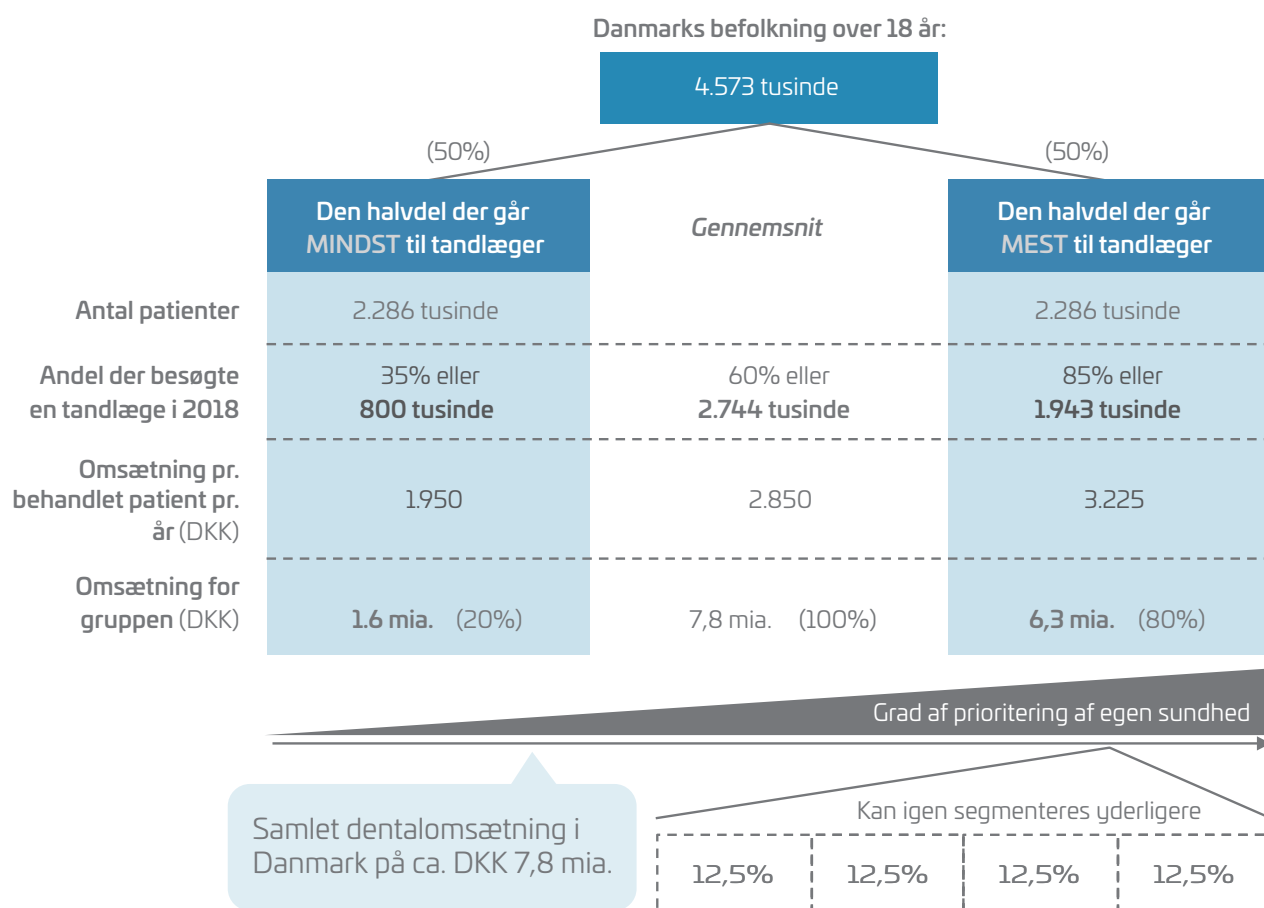 Danmarks befolkning over 18 år:
4.573 tusinde
(50%)
(50%)
Den halvdel der går
MINDST til tandlæger
Gennemsnit
Den halvdel der går
MEST til tandlæger
Antal patienter
2.286 tusinde
2.286 tusinde
Andel der besøgte
en tandlæge i 2018
35% eller
800 tusinde
60% eller
2.744 tusinde
85% eller
1.943 tusinde
Omsætning pr.
behandlet patient pr.
år (DKK)
1.950
2.850
3.225
Omsætning for
gruppen (DKK)
1.6 mia. (20%)
7,8 mia. (100%)
6,3 mia. (80%)
Grad af prioritering af egen sundhed
Samlet dentalomsætning i
Danmark på ca. DKK 7,8 mia.
Kan igen segmenteres yderligere
12,5%
12,5%
12,5%
12,5%